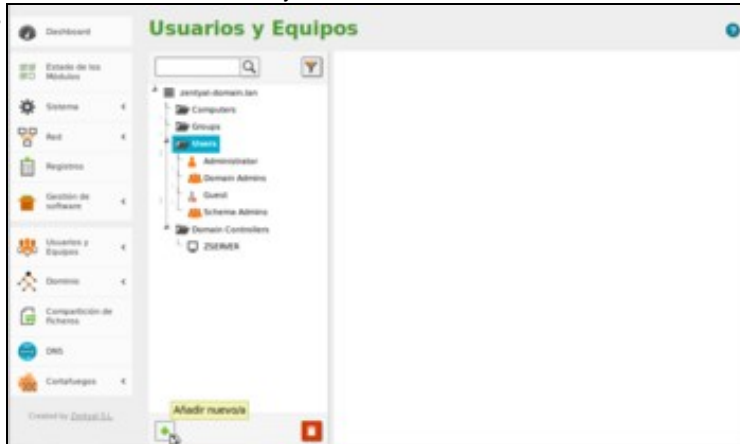 Dashboard
Estado de los
Módulos
Sistema
Red
Registros
Gestión de
software
Usuarios y
Equipos
Dominio
Compartición de
ficheros
DNS
Cortafuegos
Created by Zentyal S.L.
Usuarios y Equipos
zentyal-domain.lan
Computers
Groups
Users
Administrator
Domain Admins
Guest
Schema Admins
Domain Controllers
ZSERVER
Añadir nuevo/a